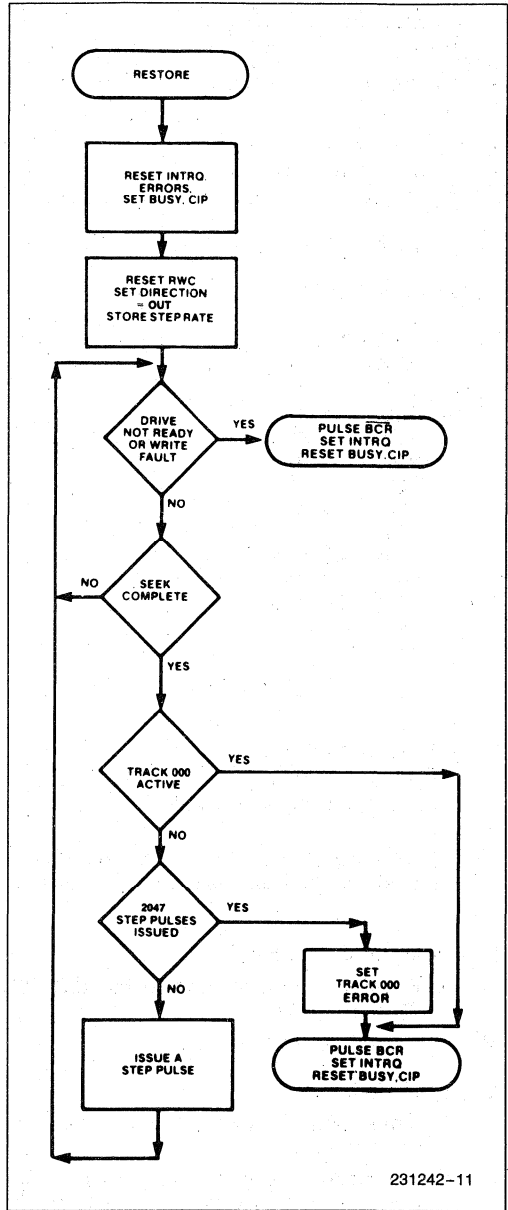 RESTORE
RESET INTRQ.
ERRORS,
SET BUSY, CIP
RESET RWC
SET DIRECTION
= OUT
STORE STEP RATE
DRIVE
NOT READY
OR WRITE
FAULT
YES
PULSE B̅C̅R̅
SET INTRQ
RESET BUSY.CIP
NO
SEEK
COMPLETE
NO
YES
TRACK 000
ACTIVE
YES
NO
2047
STEP PULSES
ISSUED
YES
SET
TRACK 000
ERROR
NO
ISSUE A
STEP PULSE
PULSE BCR
SET INTRQ
RESET BUSY,CIP
231242–11